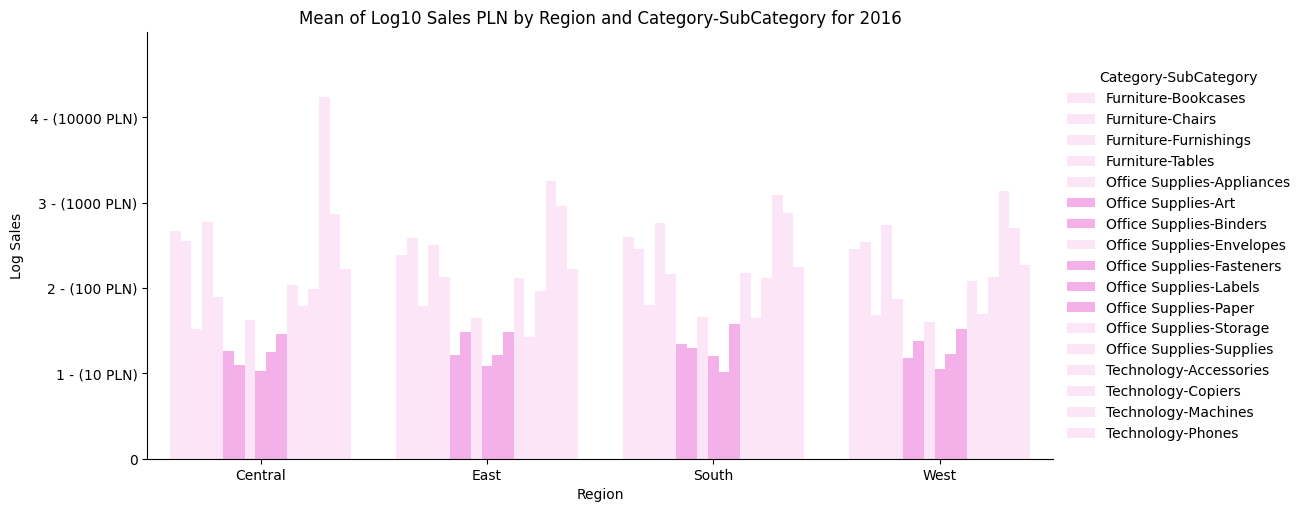 Mean of Log10 Sales PLN by Region and Category-SubCategory for 2016
4 - (10000 PLN)
3 - (1000 PLN)
2 - (100 PLN)
1 - (10 PLN)
0
Log Sales
Central
East
South
West
Region
Category-SubCategory
Furniture-Bookcases
Furniture-Chairs
Furniture-Furnishings
Furniture-Tables
Office Supplies-Appliances
Office Supplies-Art
Office Supplies-Binders
Office Supplies-Envelopes
Office Supplies-Fasteners
Office Supplies-Labels
Office Supplies-Paper
Office Supplies-Storage
Office Supplies-Supplies
Technology-Accessories
Technology-Copiers
Technology-Machines
Technology-Phones